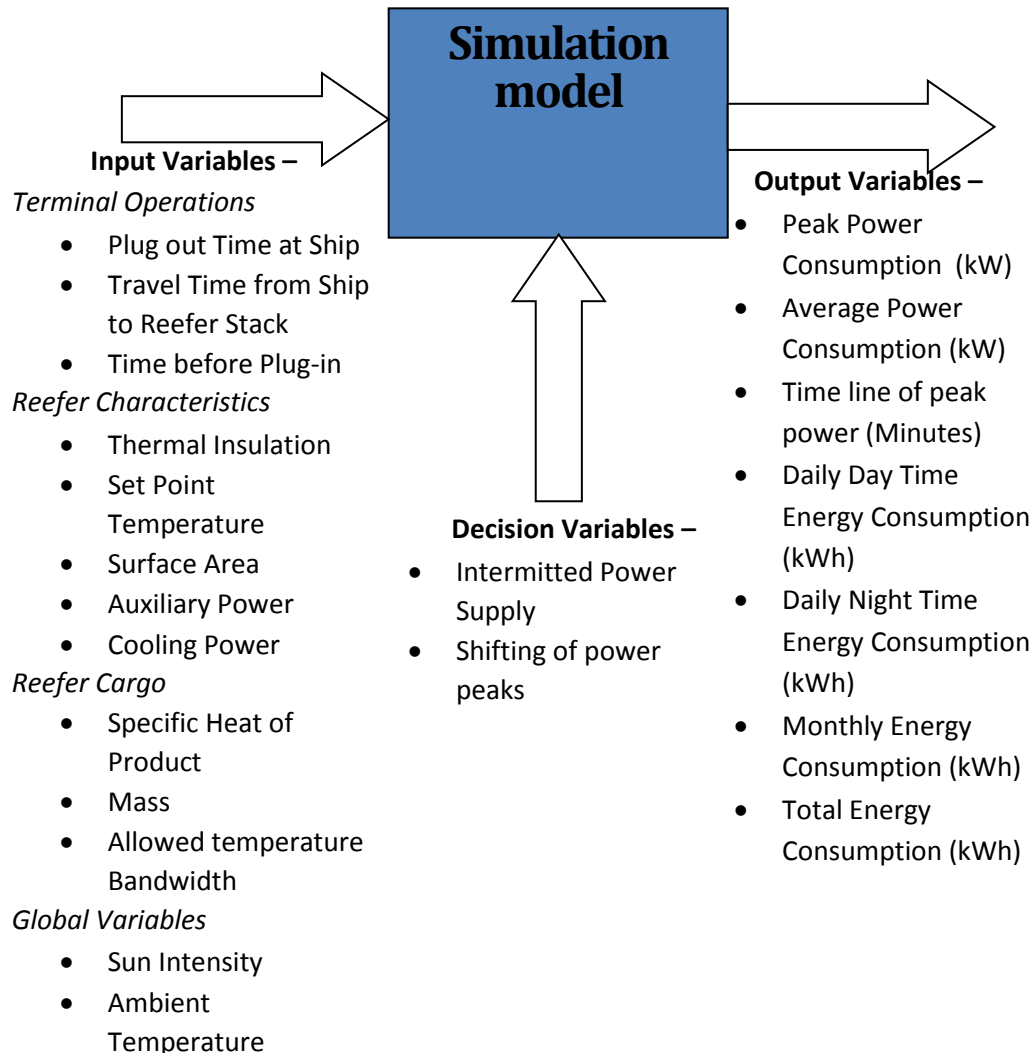 Simulation
model
Input Variables –
Terminal Operations
• Plug out Time at Ship
• Travel Time from Ship
to Reefer Stack
• Time before Plug-in
Reefer Characteristics
• Thermal Insulation
• Set Point
Temperature
• Surface Area
• Auxiliary Power
• Cooling Power
Reefer Cargo
• Specific Heat of
Product
• Mass
• Allowed temperature
Bandwidth
Global Variables
• Sun Intensity
• Ambient
Temperature
Decision Variables –
• Intermitted Power
Supply
• Shifting of power
peaks
Output Variables –
• Peak Power
Consumption (kW)
• Average Power
Consumption (kW)
• Time line of peak
power (Minutes)
• Daily Day Time
Energy Consumption
(kWh)
• Daily Night Time
Energy Consumption
(kWh)
• Monthly Energy
Consumption (kWh)
• Total Energy
Consumption (kWh)